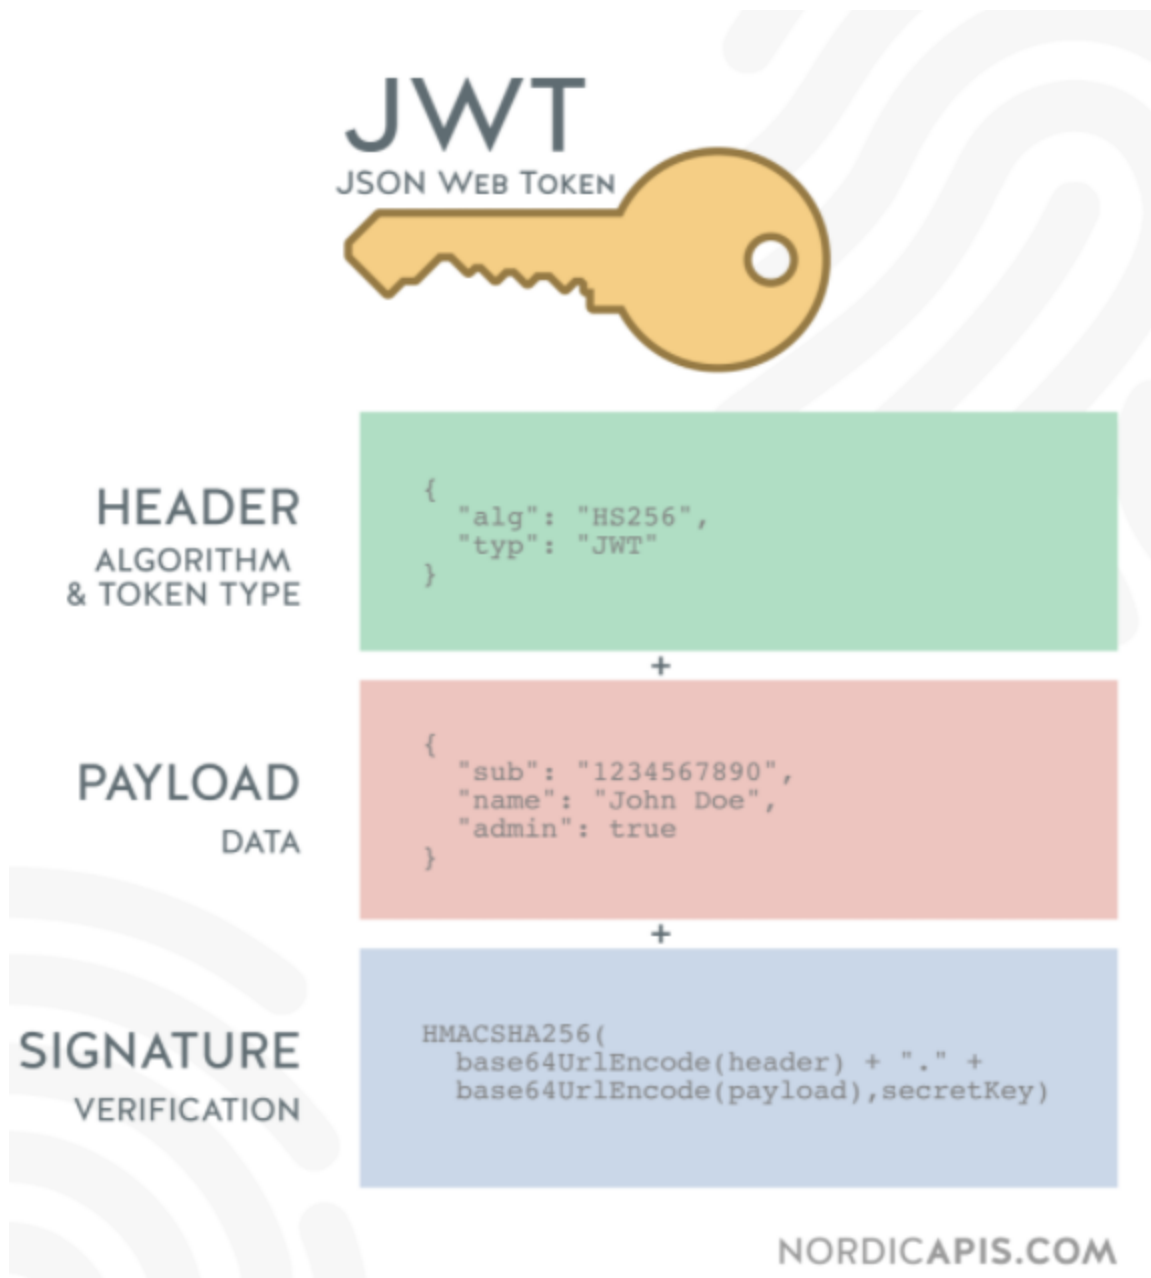 JWT
JSON WEB TOKEN
HEADER
ALGORITHM
& TOKEN TYPE
{
  "alg": "HS256",
  "typ": "JWT"
}
+
PAYLOAD
DATA
{
  "sub": "1234567890",
  "name": "John Doe",
  "admin": true
}
+
SIGNATURE
VERIFICATION
HMACSHA256(
  base64UrlEncode(header) + "." +
  base64UrlEncode(payload),secretKey)
NORDICAPIS.COM